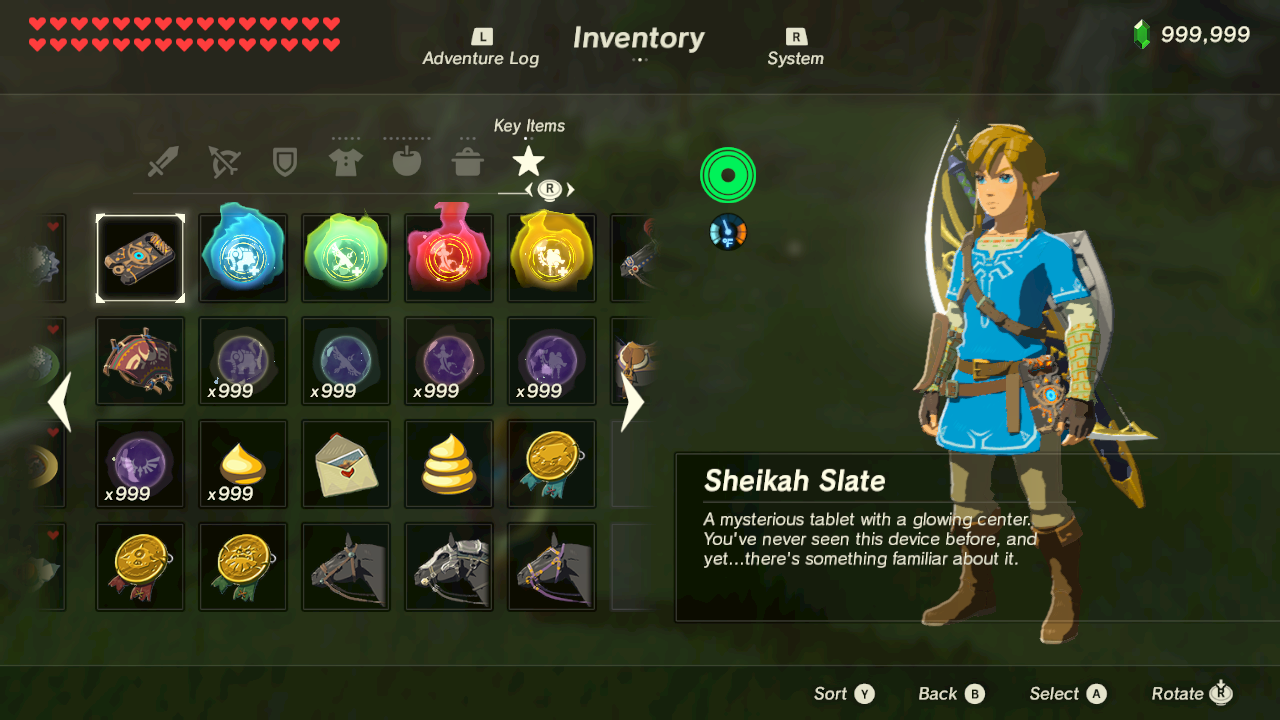 L
Adventure Log
Inventory
R
System
999,999
Key Items
R
x999
x999
x999
x999
x999
x999
°F
Sheikah Slate
A mysterious tablet with a glowing center.
You've never seen this device before, and
yet...there's something familiar about it.
Sort Y
Back B
Select A
Rotate R